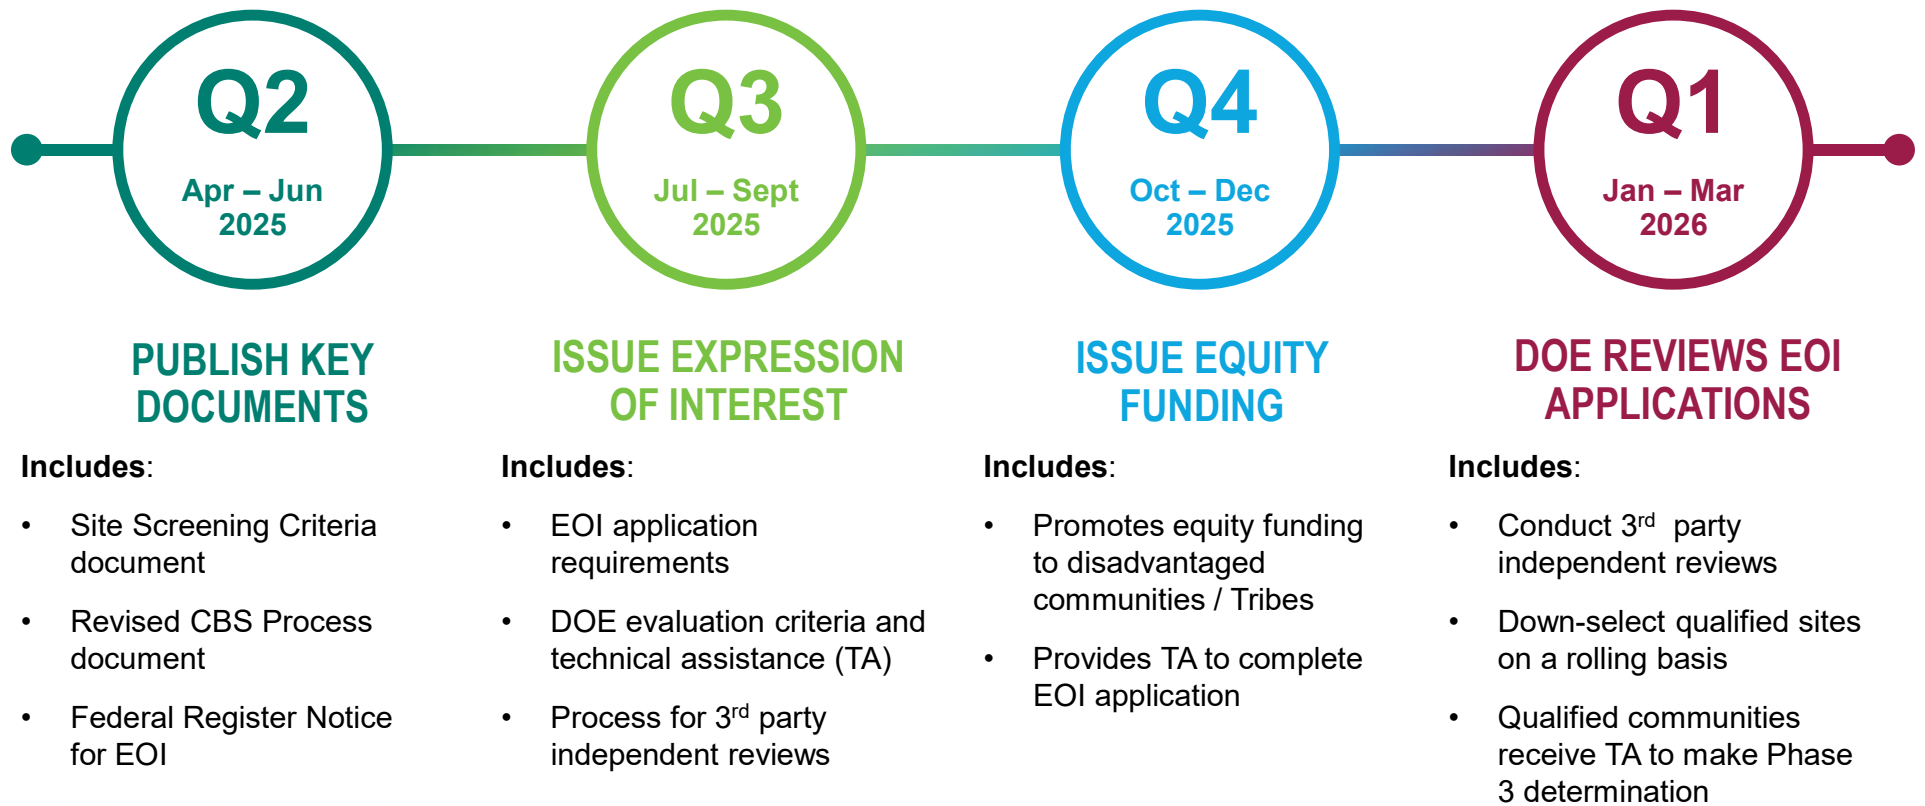 Q2
Apr – Jun
2025
PUBLISH KEY
DOCUMENTS
Includes:
• Site Screening Criteria
document
• Revised CBS Process
document
• Federal Register Notice
for EOI
Q3
Jul – Sept
2025
ISSUE EXPRESSION
OF INTEREST
Includes:
• EOI application
requirements
• DOE evaluation criteria and
technical assistance (TA)
• Process for 3rd party
independent reviews
Q4
Oct – Dec
2025
ISSUE EQUITY
FUNDING
Includes:
• Promotes equity funding
to disadvantaged
communities / Tribes
• Provides TA to complete
EOI application
Q1
Jan – Mar
2026
DOE REVIEWS EOI
APPLICATIONS
Includes:
• Conduct 3rd party
independent reviews
• Down-select qualified sites
on a rolling basis
• Qualified communities
receive TA to make Phase
3 determination